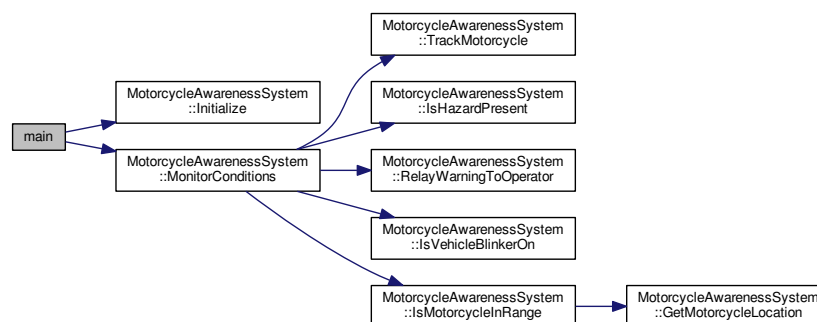 MotorcycleAwarenessSystem
::TrackMotorcycle
MotorcycleAwarenessSystem
::Initialize
MotorcycleAwarenessSystem
::IsHazardPresent
main
MotorcycleAwarenessSystem
::MonitorConditions
MotorcycleAwarenessSystem
::RelayWarningToOperator
MotorcycleAwarenessSystem
::IsVehicleBlinkerOn
MotorcycleAwarenessSystem
::IsMotorcycleInRange
MotorcycleAwarenessSystem
::GetMotorcycleLocation